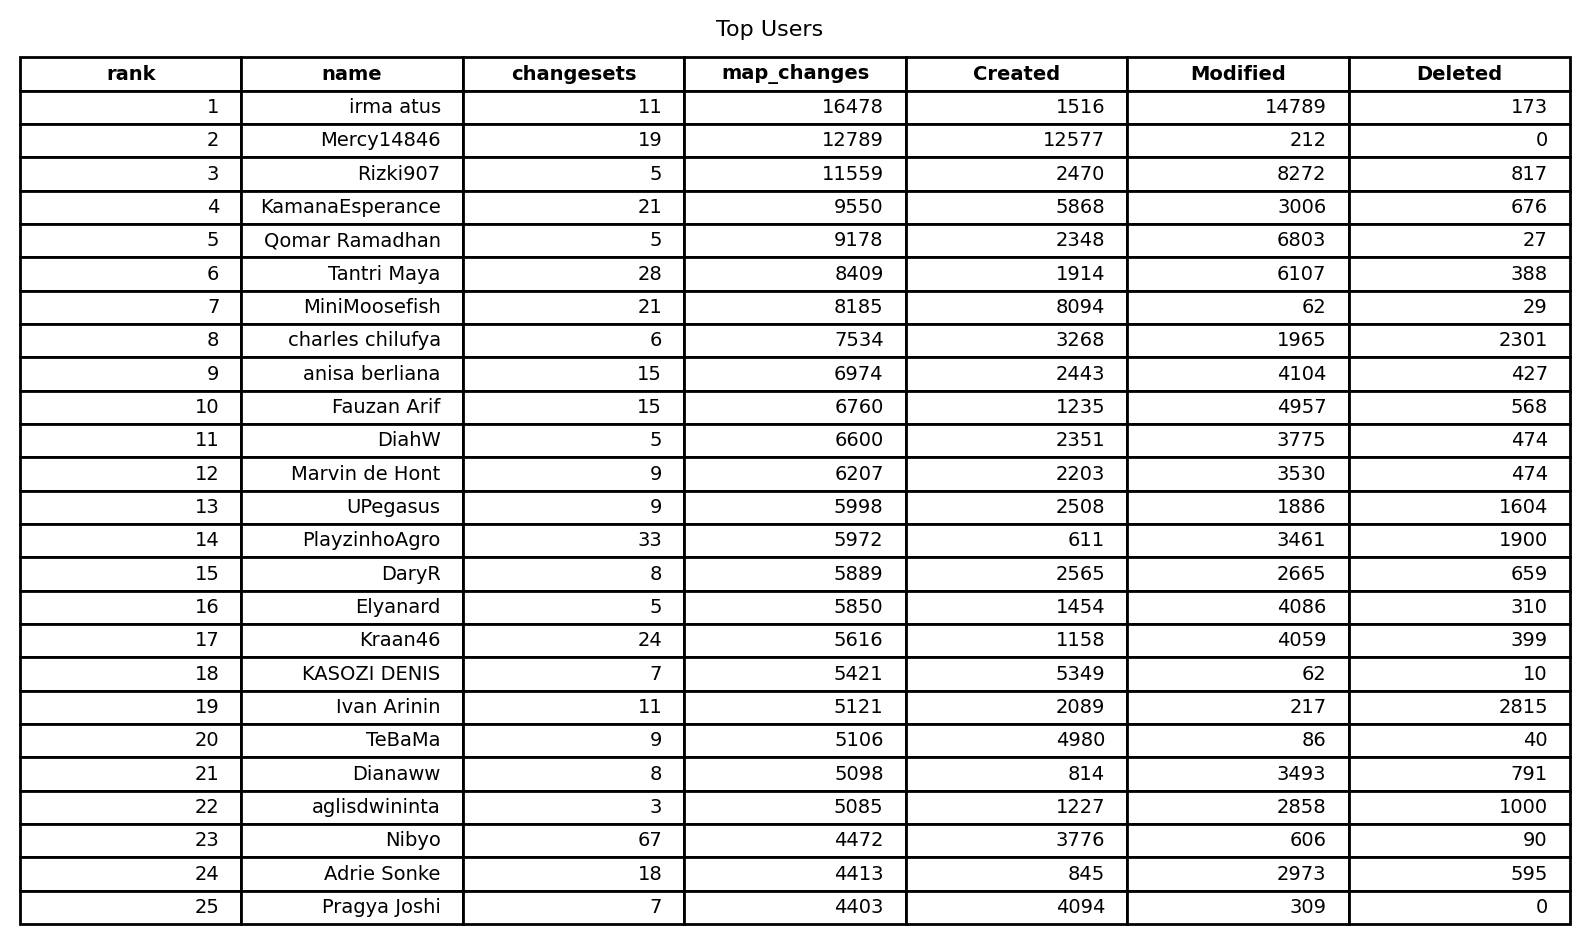 Top Users
rank name changesets map_changes Created Modified Deleted
1 irma atus 11 16478 1516 14789 173
2 Mercy14846 19 12789 12577 212 0
3 Rizki907 5 11559 2470 8272 817
4 KamanaEsperance 21 9550 5868 3006 676
5 Qomar Ramadhan 5 9178 2348 6803 27
6 Tantri Maya 28 8409 1914 6107 388
7 MiniMoosefish 21 8185 8094 62 29
8 charles chilufya 6 7534 3268 1965 2301
9 anisa berliana 15 6974 2443 4104 427
10 Fauzan Arif 15 6760 1235 4957 568
11 DiahW 5 6600 2351 3775 474
12 Marvin de Hont 9 6207 2203 3530 474
13 UPegasus 9 5998 2508 1886 1604
14 PlayzinhoAgro 33 5972 611 3461 1900
15 DaryR 8 5889 2565 2665 659
16 Elyanard 5 5850 1454 4086 310
17 Kraan46 24 5616 1158 4059 399
18 KASOZI DENIS 7 5421 5349 62 10
19 Ivan Arinin 11 5121 2089 217 2815
20 TeBaMa 9 5106 4980 86 40
21 Dianaww 8 5098 814 3493 791
22 aglisdwininta 3 5085 1227 2858 1000
23 Nibyo 67 4472 3776 606 90
24 Adrie Sonke 18 4413 845 2973 595
25 Pragya Joshi 7 4403 4094 309 0